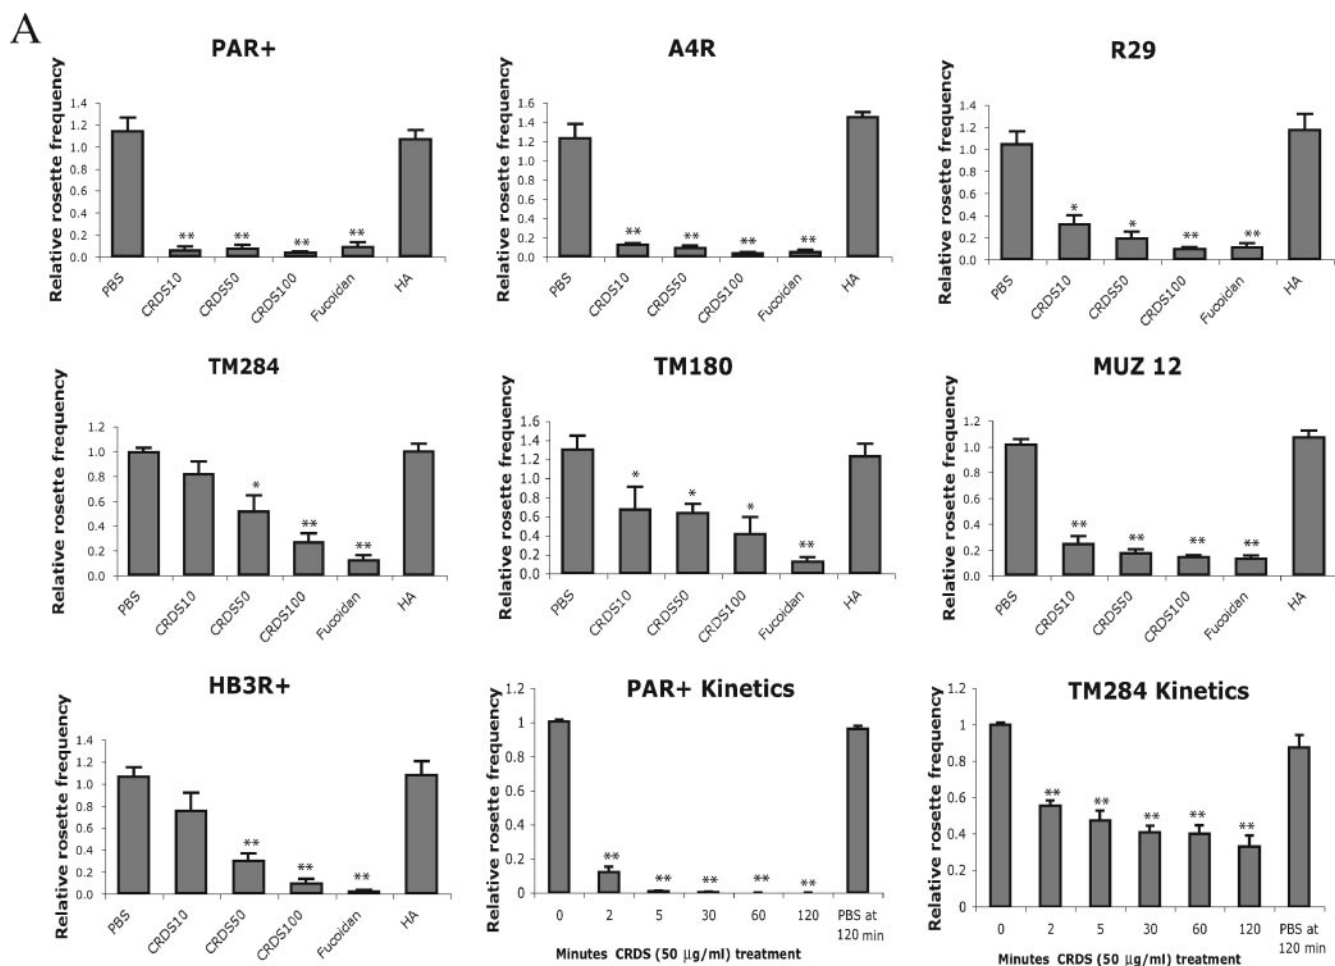 A
PAR+
Relative rosette frequency
1.4
1.2
1.0
0.8
0.6
0.4
0.2
0.0
** ** ** **
PBS CRDS10 CRDS50 CRDS100 Fucoidan HA
A4R
Relative rosette frequency
1.6
1.4
1.2
1.0
0.8
0.6
0.4
0.2
0.0
** ** ** **
PBS CRDS10 CRDS50 CRDS100 Fucoidan HA
R29
Relative rosette frequency
1.4
1.2
1.0
0.8
0.6
0.4
0.2
0.0
* * ** **
PBS CRDS10 CRDS50 CRDS100 Fucoidan HA
TM284
Relative rosette frequency
1.2
1.0
0.8
0.6
0.4
0.2
0.0
* ** **
PBS CRDS10 CRDS50 CRDS100 Fucoidan HA
TM180
Relative rosette frequency
1.6
1.4
1.2
1.0
0.8
0.6
0.4
0.2
0.0
* * * **
PBS CRDS10 CRDS50 CRDS100 Fucoidan HA
MUZ 12
Relative rosette frequency
1.2
1.0
0.8
0.6
0.4
0.2
0.0
** ** ** **
PBS CRDS10 CRDS50 CRDS100 Fucoidan HA
HB3R+
Relative rosette frequency
1.4
1.2
1.0
0.8
0.6
0.4
0.2
0.0
** ** **
PBS CRDS10 CRDS50 CRDS100 Fucoidan HA
PAR+ Kinetics
Relative rosette frequency
1.2
1
0.8
0.6
0.4
0.2
0
** ** ** ** **
0 2 5 30 60 120 PBS at
120 min
Minutes CRDS (50 µg/ml) treatment
TM284 Kinetics
Relative rosette frequency
1.2
1
0.8
0.6
0.4
0.2
0
** ** ** ** **
0 2 5 30 60 120 PBS at
120 min
Minutes CRDS (50 µg/ml) treatment